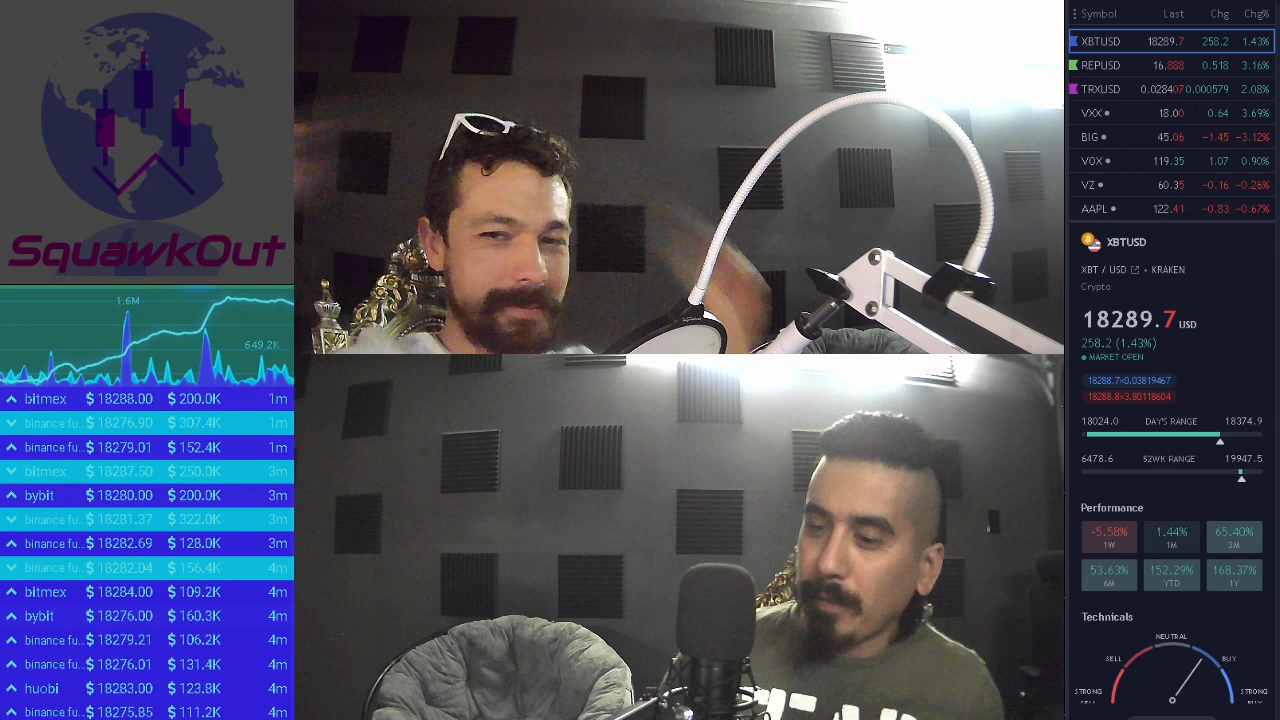 SquawkOut
1.6M
649.2K
bitmex $ 18288.00 $ 200.0K 1m
binance fu... $ 18276.90 $ 307.4K 1m
binance fu... $ 18279.01 $ 152.4K 1m
bitmex $ 18287.50 $ 250.0K 3m
bybit $ 18280.00 $ 200.0K 3m
binance fu... $ 18281.37 $ 322.0K 3m
binance fu... $ 18282.69 $ 128.0K 3m
binance fu... $ 18282.04 $ 156.4K 4m
bitmex $ 18284.00 $ 109.2K 4m
bybit $ 18276.00 $ 160.3K 4m
binance fu... $ 18279.21 $ 106.2K 4m
binance fu... $ 18276.01 $ 131.4K 4m
huobi $ 18283.00 $ 123.8K 4m
binance fu... $ 18275.85 $ 111.2K 4m
Symbol Last Chg Chg%
XBTUSD 18289.7 258.2 1.43%
REPUSD 16.888 0.518 3.16%
TRXUSD 0.0284070 0.000579 2.08%
VXX 18.00 0.64 3.69%
BIG 45.06 −1.45 −3.12%
VOX 119.35 1.07 0.90%
VZ 60.35 −0.16 −0.26%
AAPL 122.41 −0.83 −0.67%
XBTUSD
XBT / USD • KRAKEN
Crypto
18289.7 USD
258.2 (1.43%)
MARKET OPEN
18288.7×0.03819467
18288.8×3.80118604
18024.0 DAY'S RANGE 18374.9
6478.6 52WK RANGE 19947.5
Performance
-5.58% 1.44% 65.40%
1W 1M 3M
53.63% 152.29% 168.37%
6M YTD 1Y
Technicals
NEUTRAL
SELL BUY
STRONG STRONG